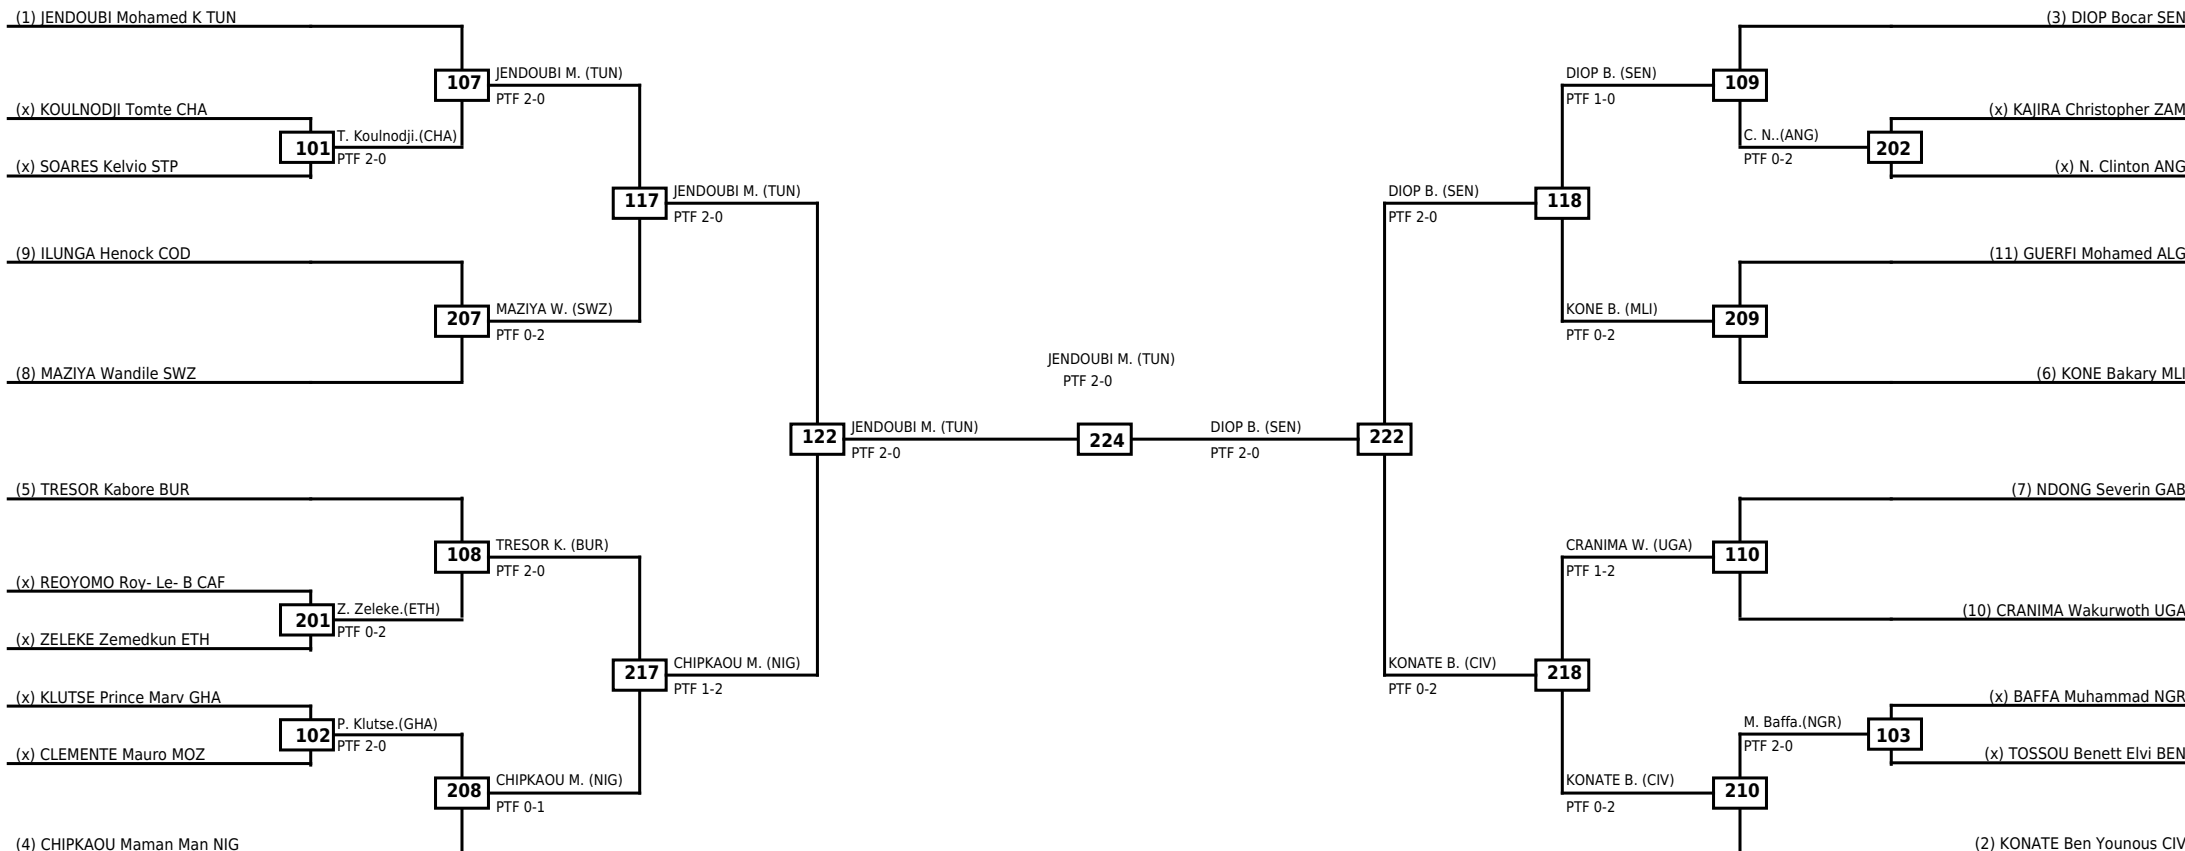 (1) JENDOUBI Mohamed K TUN
(3) DIOP Bocar SEN
107
JENDOUBI M. (TUN)
PTF 2-0
DIOP B. (SEN)
PTF 1-0
109
(x) KOULNODJI Tomte CHA
(x) KAJIRA Christopher ZAM
101
T. Koulnodji.(CHA)
PTF 2-0
C. N..(ANG)
PTF 0-2
202
(x) SOARES Kelvio STP
(x) N. Clinton ANG
117
JENDOUBI M. (TUN)
PTF 2-0
DIOP B. (SEN)
PTF 2-0
118
(9) ILUNGA Henock COD
(11) GUERFI Mohamed ALG
207
MAZIYA W. (SWZ)
PTF 0-2
KONE B. (MLI)
PTF 0-2
209
(8) MAZIYA Wandile SWZ
(6) KONE Bakary MLI
JENDOUBI M. (TUN)
PTF 2-0
122
JENDOUBI M. (TUN)
PTF 2-0
224
DIOP B. (SEN)
PTF 2-0
222
(5) TRESOR Kabore BUR
(7) NDONG Severin GAB
108
TRESOR K. (BUR)
PTF 2-0
CRANIMA W. (UGA)
PTF 1-2
110
(x) REOYOMO Roy- Le- B CAF
(10) CRANIMA Wakurwoth UGA
201
Z. Zeleke.(ETH)
PTF 0-2
(x) ZELEKE Zemedkun ETH
217
CHIPKAOU M. (NIG)
PTF 1-2
KONATE B. (CIV)
PTF 0-2
218
(x) KLUTSE Prince Marv GHA
(x) BAFFA Muhammad NGR
102
P. Klutse.(GHA)
PTF 2-0
M. Baffa.(NGR)
PTF 2-0
103
(x) CLEMENTE Mauro MOZ
(x) TOSSOU Benett Elvi BEN
208
CHIPKAOU M. (NIG)
PTF 0-1
KONATE B. (CIV)
PTF 0-2
210
(4) CHIPKAOU Maman Man NIG
(2) KONATE Ben Younous CIV